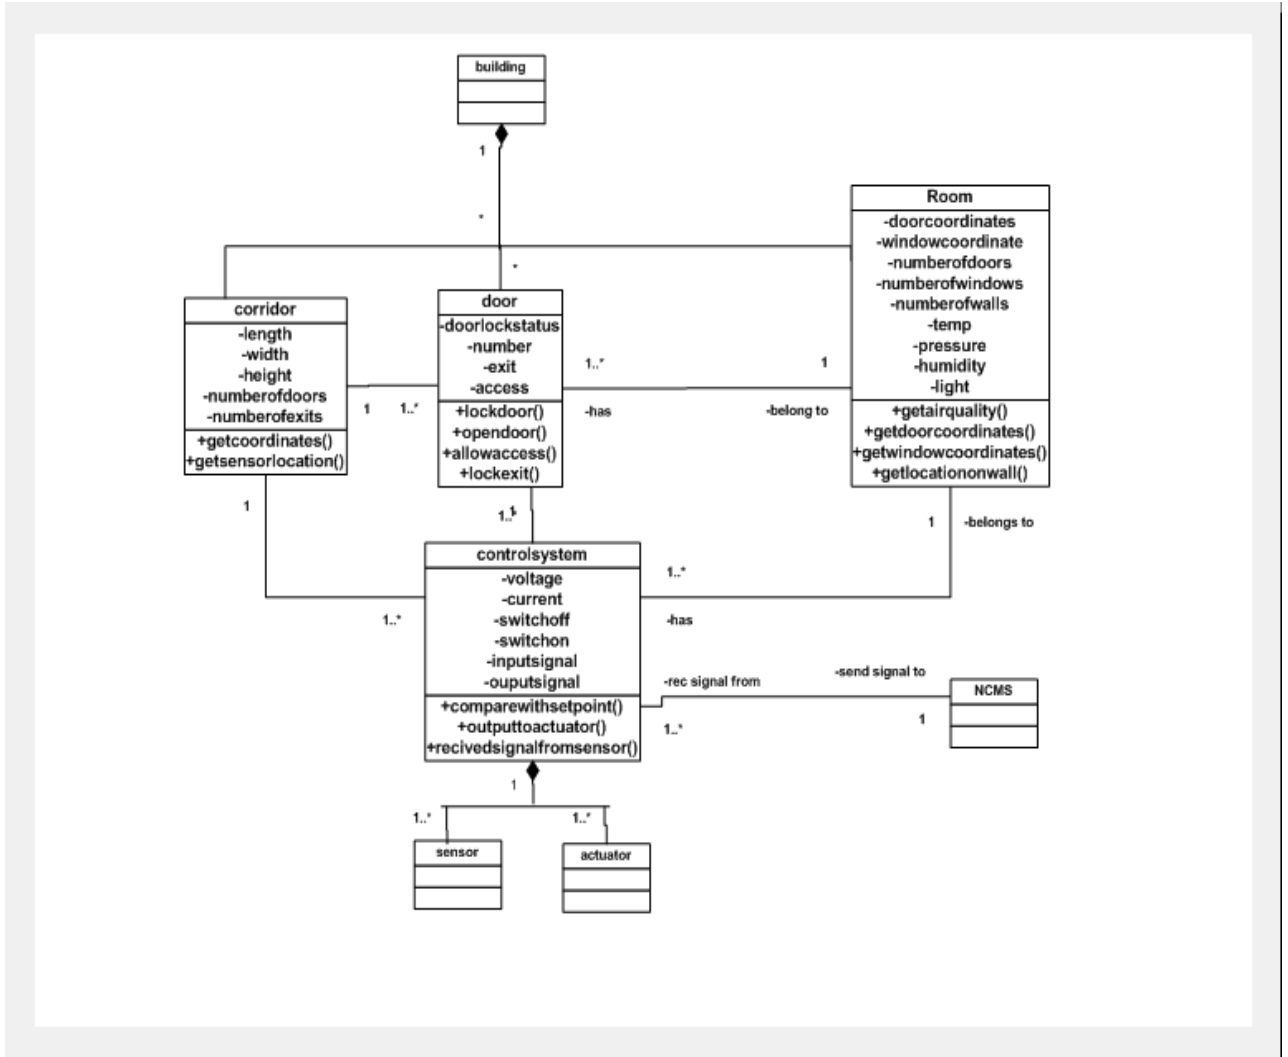 building
1
*
*
Room
-doorcoordinates
-windowcoordinate
-numberofdoors
-numberofwindows
-numberofwalls
-temp
-pressure
-humidity
-light
+getairquality()
+getdoorcoordinates()
+getwindowcoordinates()
+getlocationonwall()
corridor
-length
-width
-height
-numberofdoors
-numberofexits
+getcoordinates()
+getsensorlocation()
door
-doorlockstatus
-number
-exit
-access
+lockdoor()
+opendoor()
+allowaccess()
+lockexit()
1..*
1
-has
-belong to
1
1..*
1
1..*
1
1
-belongs to
controlsystem
-voltage
-current
-switchoff
-switchon
-inputsignal
-ouputsignal
+comparewithsetpoint()
+outputtoactuator()
+recivedsignalfromsensor()
1..*
1..*
-has
-rec signal from
-send signal to
1..*
1
NCMS
1
1..*
1..*
sensor
actuator